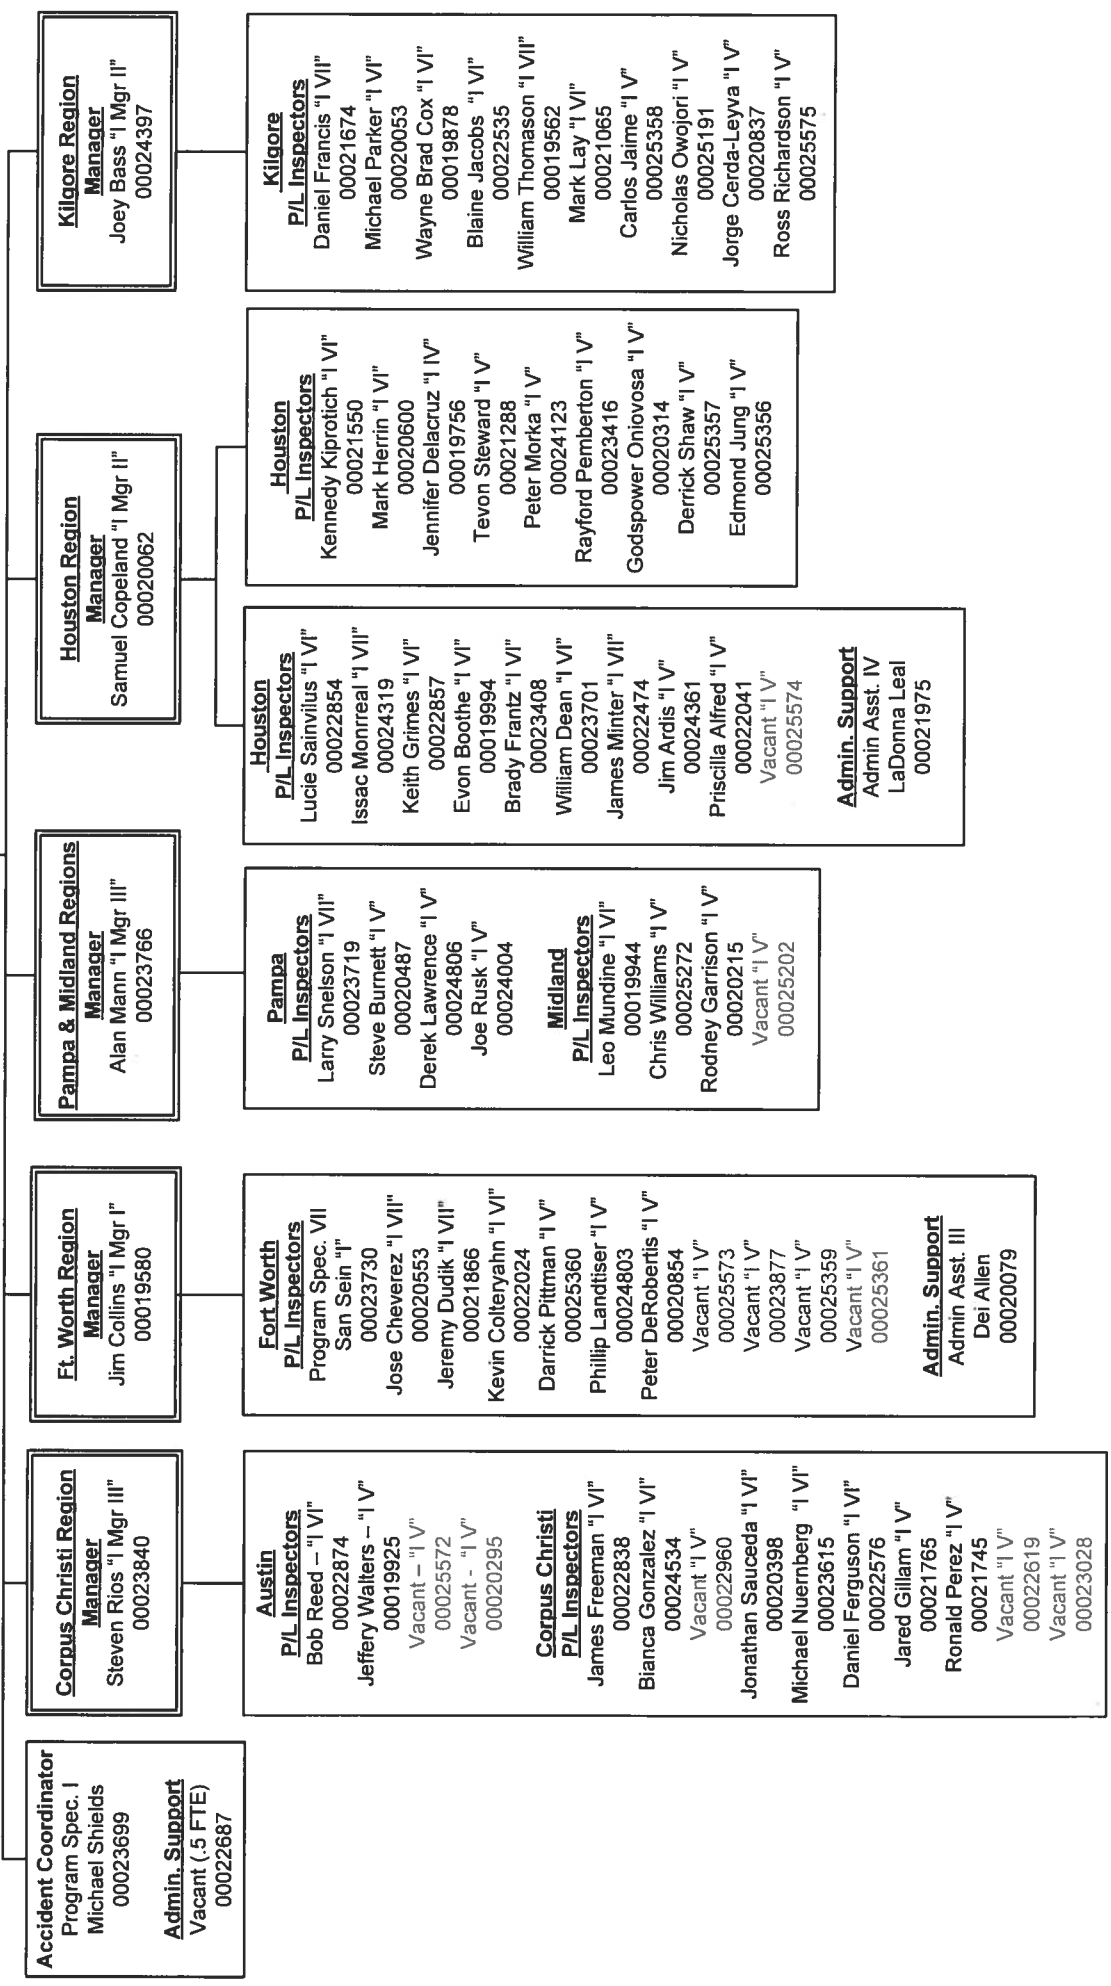 Accident Coordinator
Program Spec. I
Michael Shields
00023699
Admin. Support
Vacant (.5 FTE)
00022687
Corpus Christi Region
Manager
Steven Rios “I Mgr III”
00023840
Austin
P/L Inspectors
Bob Reed – “I VI”
00022874
Jeffery Walters – “I V”
00019925
Vacant – “I V”
00025572
Vacant - “I V”
00020295
Corpus Christi
P/L Inspectors
James Freeman “I VI”
00022838
Bianca Gonzalez “I VI”
00024534
Vacant “I V”
00022960
Jonathan Sauceda “I VI”
00020398
Michael Nuernberg “I VI”
00023615
Daniel Ferguson “I VI”
00022576
Jared Gillam “I V”
00021765
Ronald Perez “I V”
00021745
Vacant “I V”
00022619
Vacant “I V”
00023028
Ft. Worth Region
Manager
Jim Collins “I Mgr I”
00019580
Fort Worth
P/L Inspectors
Program Spec. VII
San Sein “I”
00023730
Jose Cheverez “I VII”
00020553
Jeremy Dudik “I VII”
00021866
Kevin Colteryahn “I VI”
00022024
Darrick Pittman “I V”
00025360
Phillip Landtiser “I V”
00024803
Peter DeRobertis “I V”
00020854
Vacant “I V”
00025573
Vacant “I V”
00023877
Vacant “I V”
00025359
Vacant “I V”
00025361
Admin. Support
Admin Asst. III
Dei Allen
00020079
Pampa & Midland Regions
Manager
Alan Mann “I Mgr III”
00023766
Pampa
P/L Inspectors
Larry Snelson “I VII”
00023719
Steve Burnett “I V”
00020487
Derek Lawrence “I V”
00024806
Joe Rusk “I V”
00024004
Midland
P/L Inspectors
Leo Mundine “I VI”
00019944
Chris Williams “I V”
00025272
Rodney Garrison “I V”
00020215
Vacant “I V”
00025202
Houston Region
Manager
Samuel Copeland “I Mgr II”
00020062
Houston
P/L Inspectors
Lucie Sainvilus “I VI”
00022854
Issac Monreal “I VII”
00024319
Keith Grimes “I VI”
00022857
Evon Boothe “I VI”
00019994
Brady Frantz “I VI”
00023408
William Dean “I VI”
00023701
James Minter “I VII”
00022474
Jim Ardis “I V”
00024361
Priscilla Alfred “I V”
00022041
Vacant “I V”
00025574
Admin. Support
Admin Asst. IV
LaDonna Leal
00021975
Houston
P/L Inspectors
Kennedy Kiprotich “I VI”
00021550
Mark Herrin “I VI”
00020600
Jennifer Delacruz “I IV”
00019756
Tevon Steward “I V”
00021288
Peter Morka “I V”
00024123
Rayford Pemberton “I V”
00023416
Godspower Oniovosa “I V”
00020314
Derrick Shaw “I V”
00025357
Edmond Jung “I V”
00025356
Kilgore Region
Manager
Joey Bass “I Mgr II”
00024397
Kilgore
P/L Inspectors
Daniel Francis “I VII”
00021674
Michael Parker “I VI”
00020053
Wayne Brad Cox “I VI”
00019878
Blaine Jacobs “I VI”
00022535
William Thomason “I VII”
00019562
Mark Lay “I VI”
00021065
Carlos Jaime “I V”
00025358
Nicholas Owojori “I V”
00025191
Jorge Cerda-Leyva “I V”
00020837
Ross Richardson “I V”
00025575